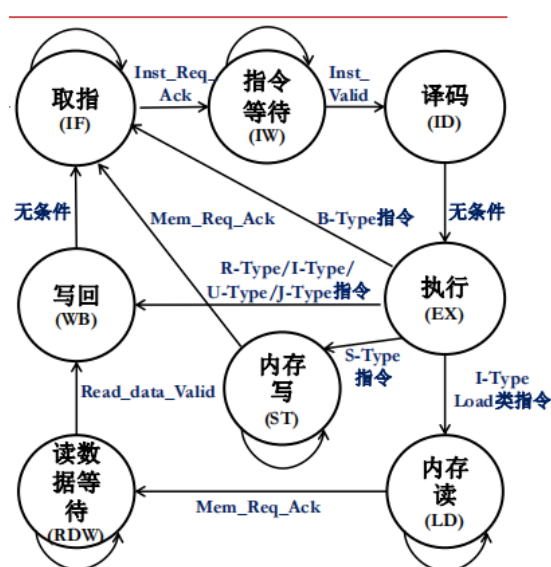 取指
(IF)
Inst_Req_
Ack
指令
等待
(IW)
Inst_
Valid
译码
(ID)
无条件
Mem_Req_Ack
B-Type指令
无条件
写回
(WB)
R-Type/I-Type/
U-Type/J-Type指令
执行
(EX)
内存
写
(ST)
S-Type
指令
Read_data_Valid
I-Type
Load类指令
读数
据等
待
(RDW)
Mem_Req_Ack
内存
读
(LD)